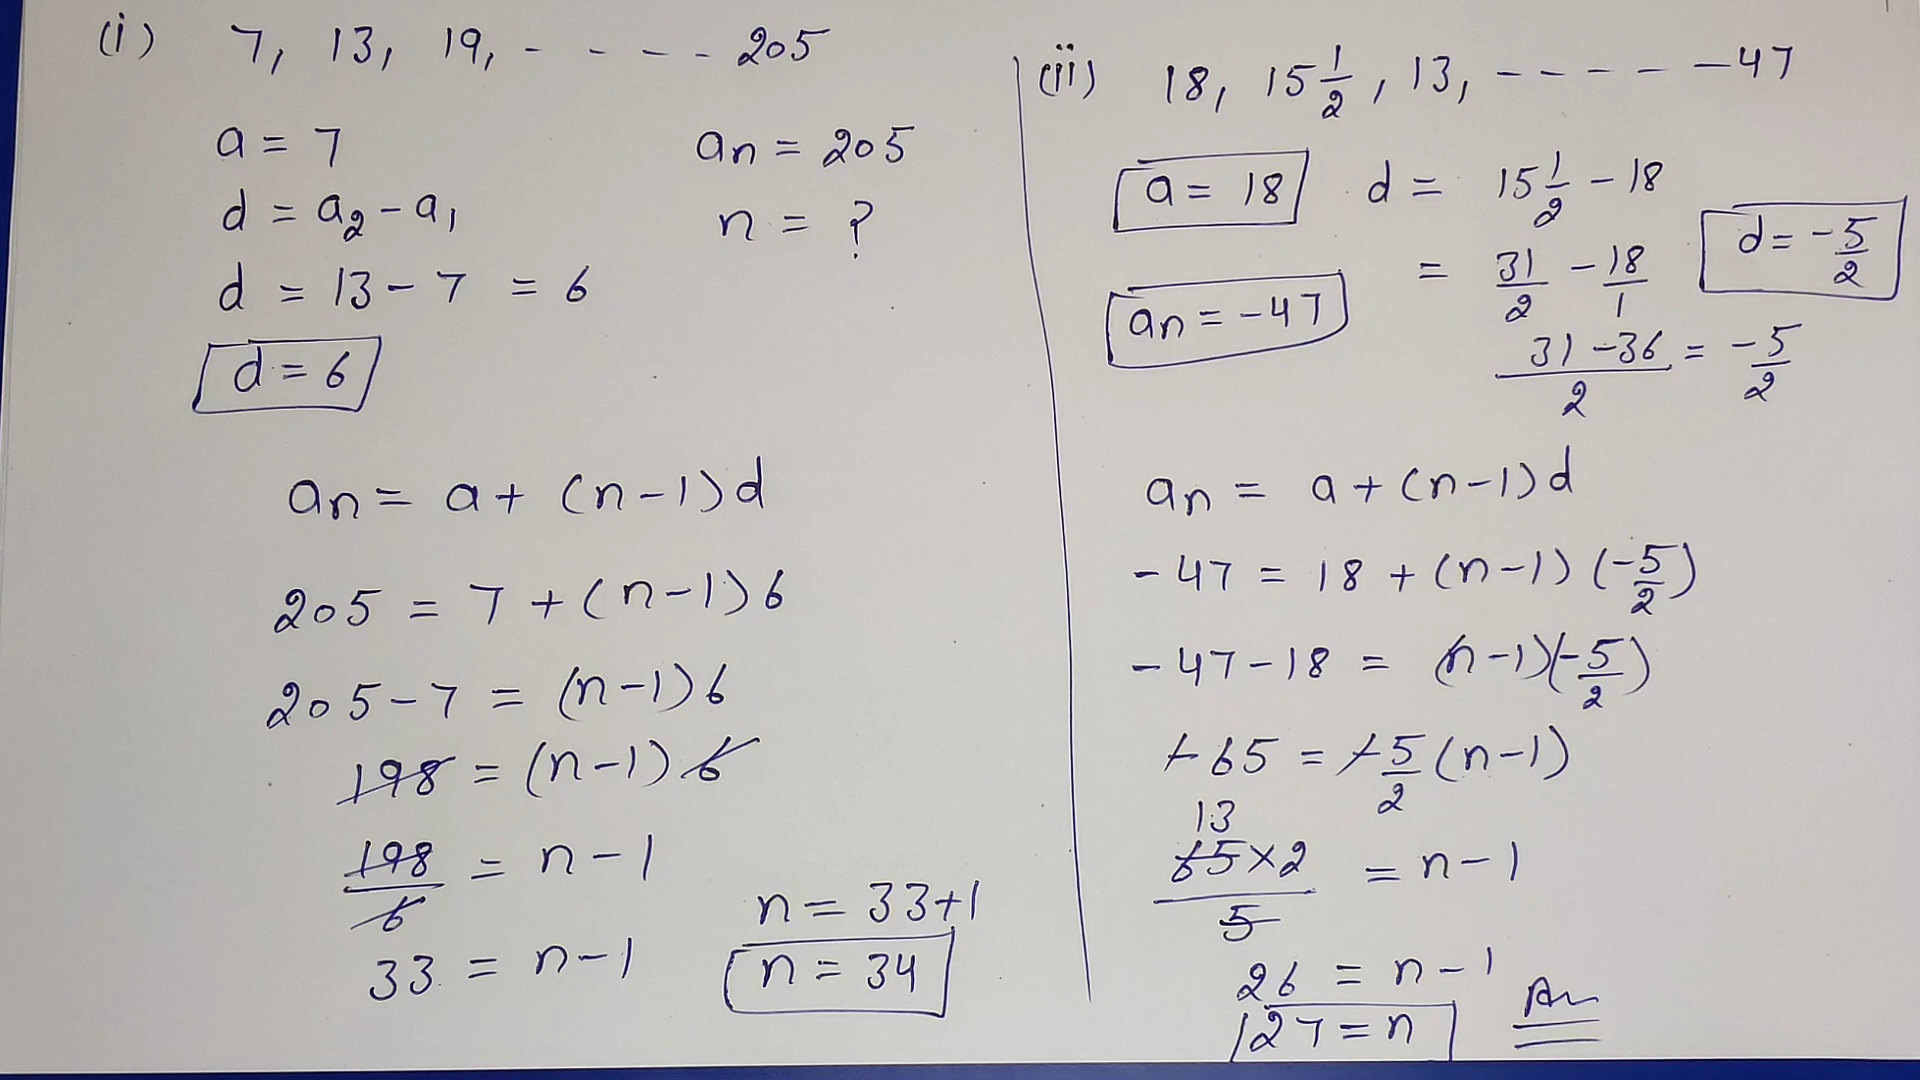 (i) 7, 13, 19, - - - - 205
a = 7
an = 205
d = a₂ - a₁
n = ?
d = 13 - 7 = 6
d = 6
an = a + (n-1)d
205 = 7 + (n-1)6
205 - 7 = (n-1)6
198 = (n-1)6
198/6 = n-1
33 = n-1
n = 33+1
n = 34
(ii) 18, 15 1/2, 13, - - - - -47
a = 18
d = 15 1/2 - 18
= 31/2 - 18/1
d = -5/2
an = -47
(31-36)/2 = -5/2
an = a + (n-1)d
-47 = 18 + (n-1)(-5/2)
-47-18 = (n-1)(-5/2)
-65 = -5/2 (n-1)
13
(65×2)/5 = n-1
26 = n-1
27 = n